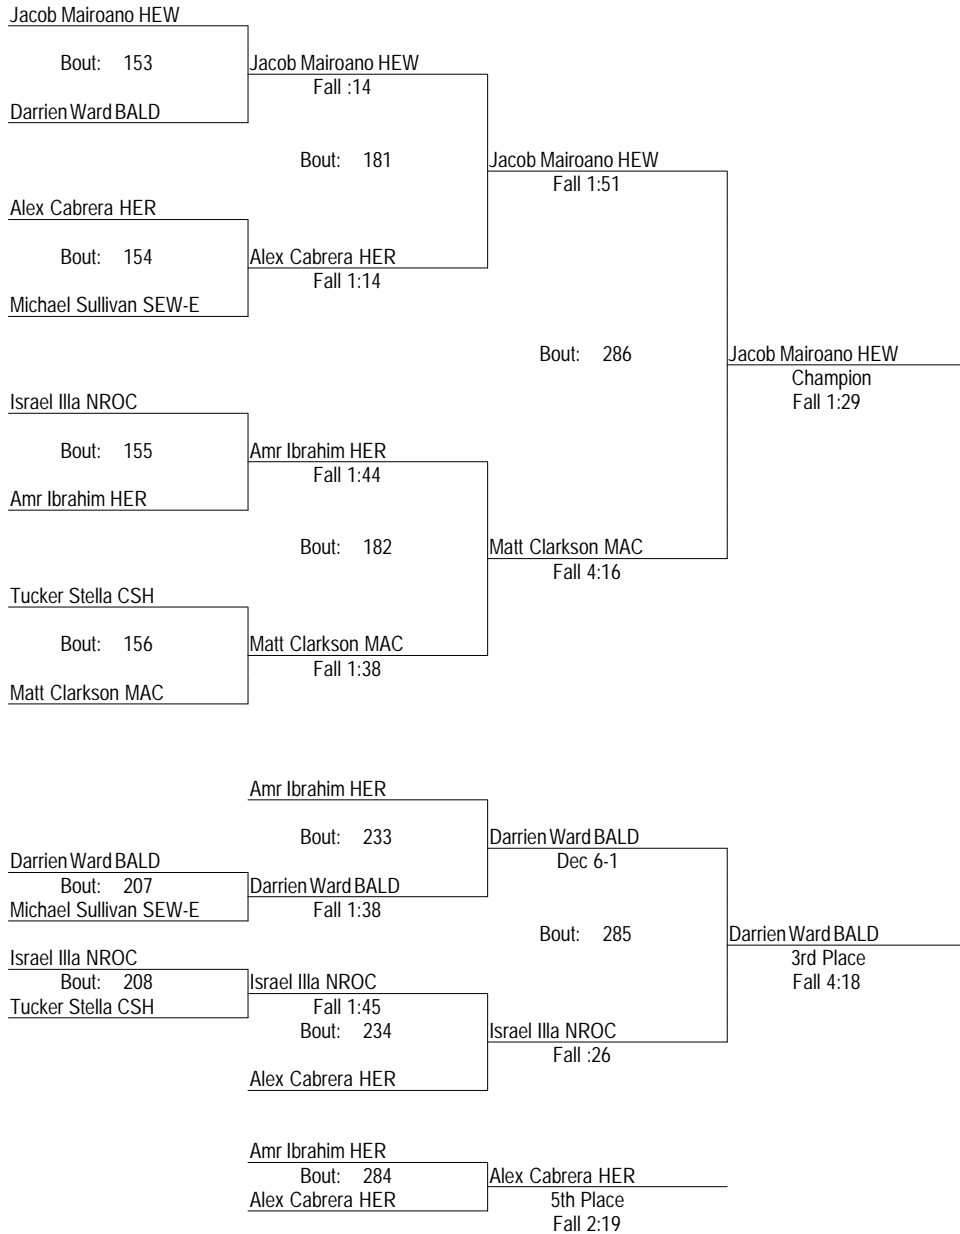 Jacob Mairoano HEW
Bout: 153
Jacob Mairoano HEW
Fall :14
Darrien Ward BALD
Bout: 181
Jacob Mairoano HEW
Fall 1:51
Alex Cabrera HER
Bout: 154
Alex Cabrera HER
Fall 1:14
Michael Sullivan SEW-E
Bout: 286
Jacob Mairoano HEW
Champion
Fall 1:29
Israel Illa NROC
Bout: 155
Amr Ibrahim HER
Fall 1:44
Amr Ibrahim HER
Bout: 182
Matt Clarkson MAC
Fall 4:16
Tucker Stella CSH
Bout: 156
Matt Clarkson MAC
Fall 1:38
Matt Clarkson MAC
Amr Ibrahim HER
Bout: 233
Darrien Ward BALD
Dec 6-1
Darrien Ward BALD
Bout: 207
Darrien Ward BALD
Fall 1:38
Michael Sullivan SEW-E
Bout: 285
Darrien Ward BALD
3rd Place
Fall 4:18
Israel Illa NROC
Bout: 208
Israel Illa NROC
Fall 1:45
Tucker Stella CSH
Bout: 234
Israel Illa NROC
Fall :26
Alex Cabrera HER
Amr Ibrahim HER
Bout: 284
Alex Cabrera HER
5th Place
Fall 2:19
Alex Cabrera HER